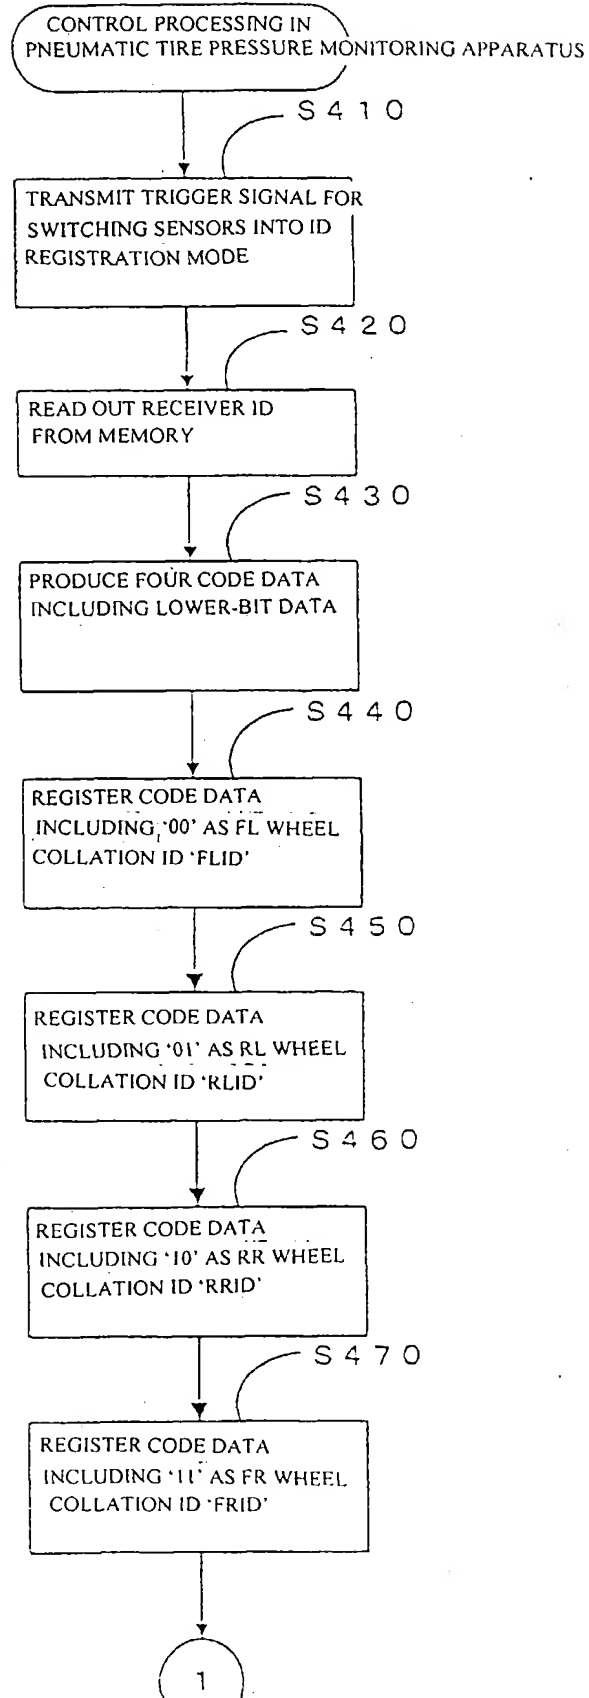 CONTROL PROCESSING IN
PNEUMATIC TIRE PRESSURE MONITORING APPARATUS
S410
TRANSMIT TRIGGER SIGNAL FOR
SWITCHING SENSORS INTO ID
REGISTRATION MODE
S420
READ OUT RECEIVER ID
FROM MEMORY
S430
PRODUCE FOUR CODE DATA
INCLUDING LOWER-BIT DATA
S440
REGISTER CODE DATA
INCLUDING '00' AS FL WHEEL
COLLATION ID 'FLID'
S450
REGISTER CODE DATA
INCLUDING '01' AS RL WHEEL
COLLATION ID 'RLID'
S460
REGISTER CODE DATA
INCLUDING '10' AS RR WHEEL
COLLATION ID 'RRID'
S470
REGISTER CODE DATA
INCLUDING '11' AS FR WHEEL
COLLATION ID 'FRID'
1